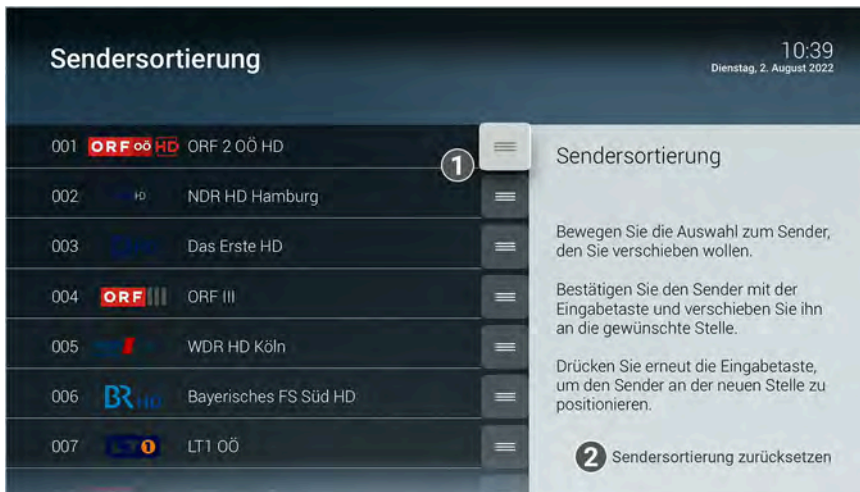 Sendersortierung
10:39
Dienstag, 2. August 2022
001 ORF OÖ HD ORF 2 OÖ HD
1
002 HD NDR HD Hamburg
003 Das Erste HD
004 ORF III ORF III
005 WDR HD Köln
006 BR HD Bayerisches FS Süd HD
007 LT1 LT1 OÖ
Sendersortierung
Bewegen Sie die Auswahl zum Sender,
den Sie verschieben wollen.
Bestätigen Sie den Sender mit der
Eingabetaste und verschieben Sie ihn
an die gewünschte Stelle.
Drücken Sie erneut die Eingabetaste,
um den Sender an der neuen Stelle zu
positionieren.
2 Sendersortierung zurücksetzen